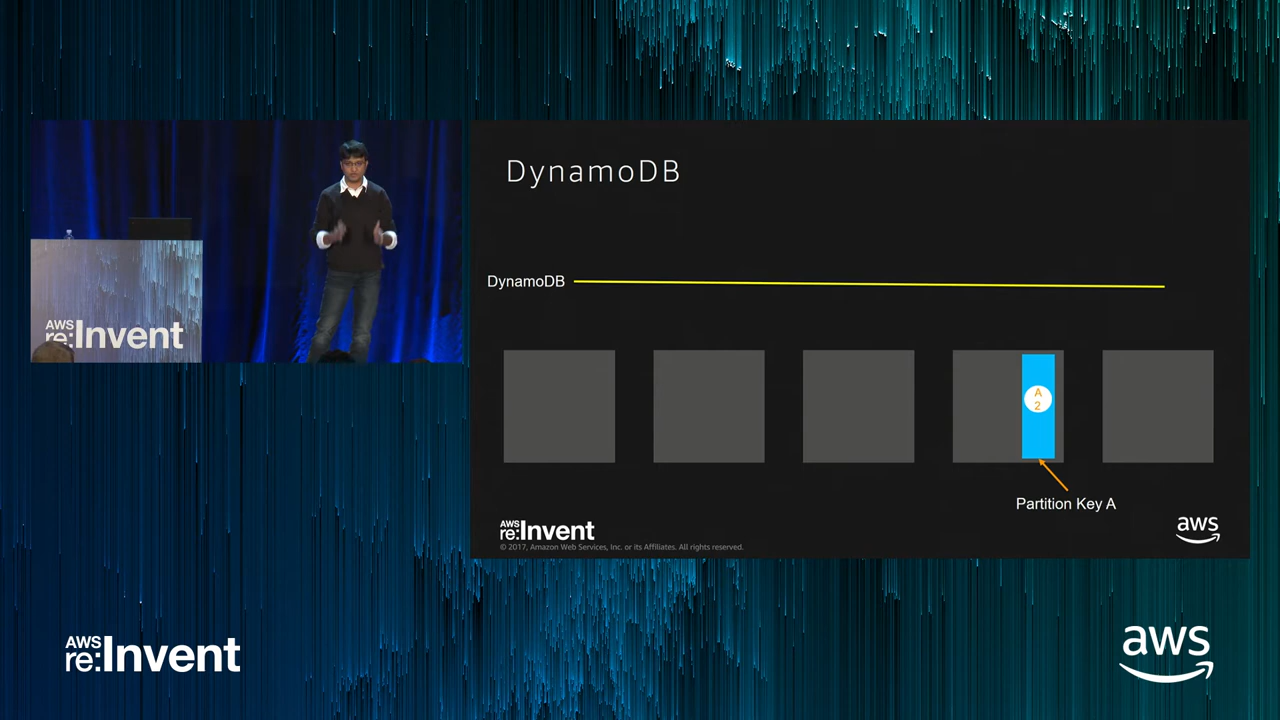 DynamoDB
DynamoDB
A
2
Partition Key A
AWS
re:Invent
© 2017, Amazon Web Services, Inc. or its Affiliates. All rights reserved.
aws
AWS
re:Invent
AWS
re:Invent
aws